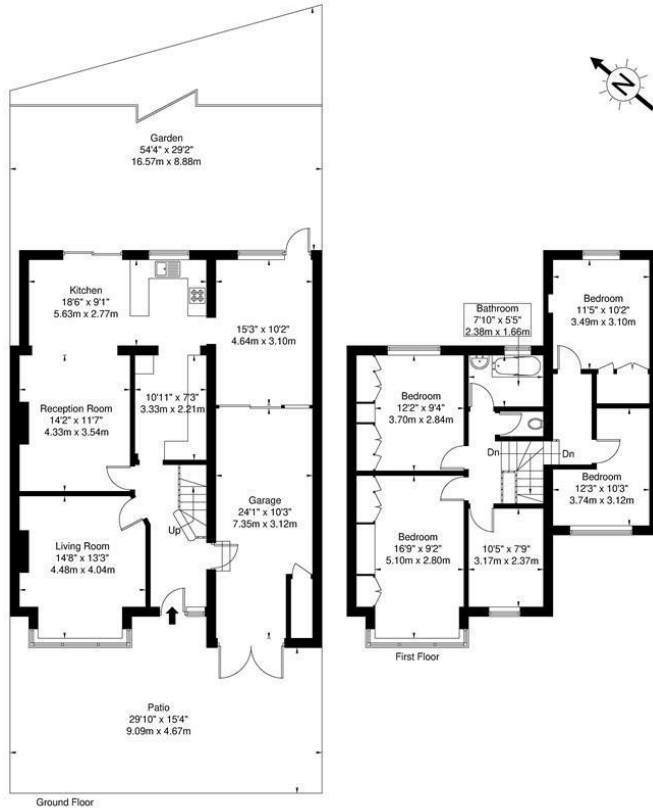 N
Garden
54'4" x 29'2"
16.57m x 8.88m
Kitchen
18'6" x 9'1"
5.63m x 2.77m
15'3" x 10'2"
4.64m x 3.10m
Reception Room
14'2" x 11'7"
4.33m x 3.54m
10'11" x 7'3"
3.33m x 2.21m
Garage
24'1" x 10'3"
7.35m x 3.12m
Up
Living Room
14'8" x 13'3"
4.48m x 4.04m
Patio
29'10" x 15'4"
9.09m x 4.67m
Ground Floor
Bedroom
11'5" x 10'2"
3.49m x 3.10m
Bathroom
7'10" x 5'5"
2.38m x 1.66m
Bedroom
12'2" x 9'4"
3.70m x 2.84m
Dn
Dn
Bedroom
12'3" x 10'3"
3.74m x 3.12m
Bedroom
16'9" x 9'2"
5.10m x 2.80m
10'5" x 7'9"
3.17m x 2.37m
First Floor